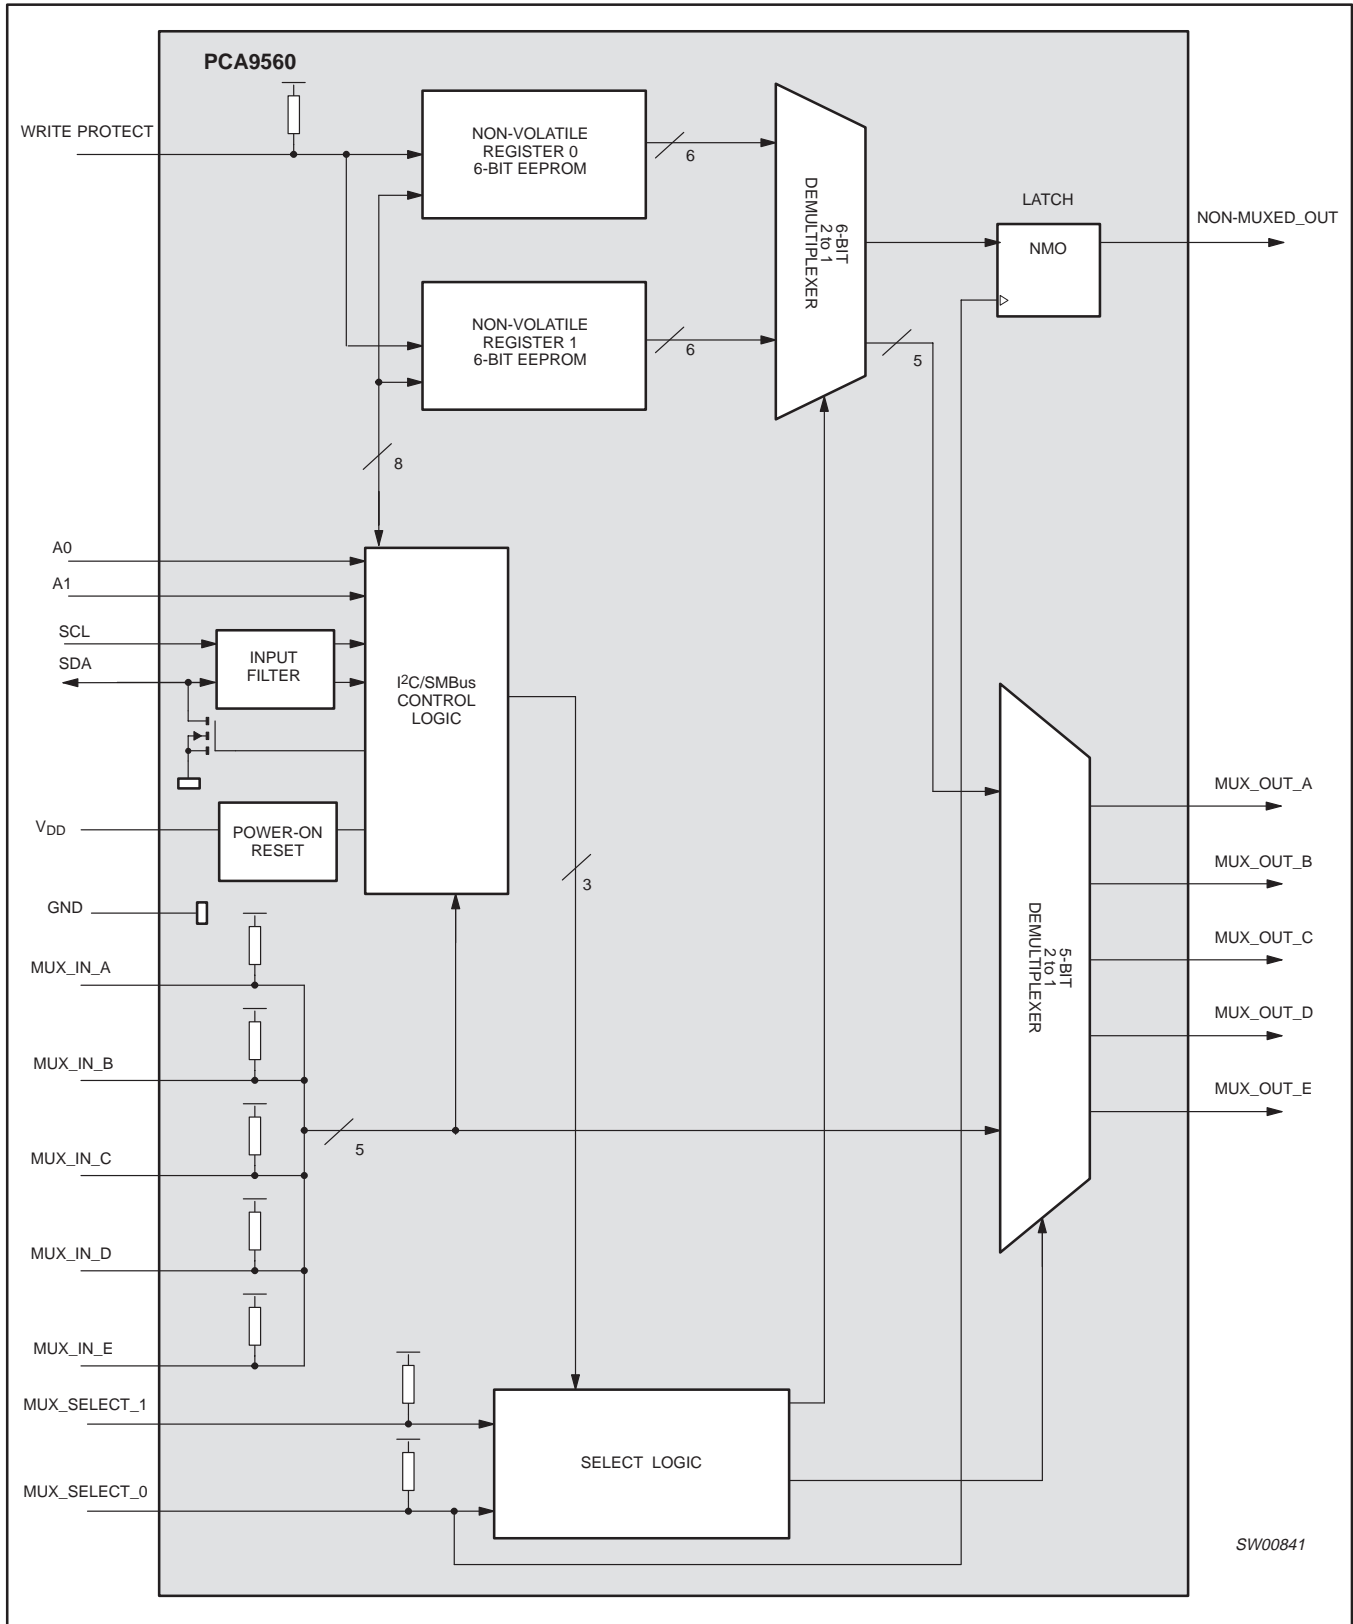 PCA9560
WRITE PROTECT
NON-VOLATILE
REGISTER 0
6-BIT EEPROM
6
6-BIT
2 to 1
DEMULTIPLEXER
LATCH
NMO
NON-MUXED_OUT
NON-VOLATILE
REGISTER 1
6-BIT EEPROM
6
5
8
A0
A1
SCL
SDA
INPUT
FILTER
I²C/SMBus
CONTROL
LOGIC
VDD
POWER-ON
RESET
3
GND
MUX_IN_A
MUX_IN_B
MUX_IN_C
MUX_IN_D
MUX_IN_E
5
5-BIT
2 to 1
DEMULTIPLEXER
MUX_OUT_A
MUX_OUT_B
MUX_OUT_C
MUX_OUT_D
MUX_OUT_E
MUX_SELECT_1
MUX_SELECT_0
SELECT LOGIC
SW00841